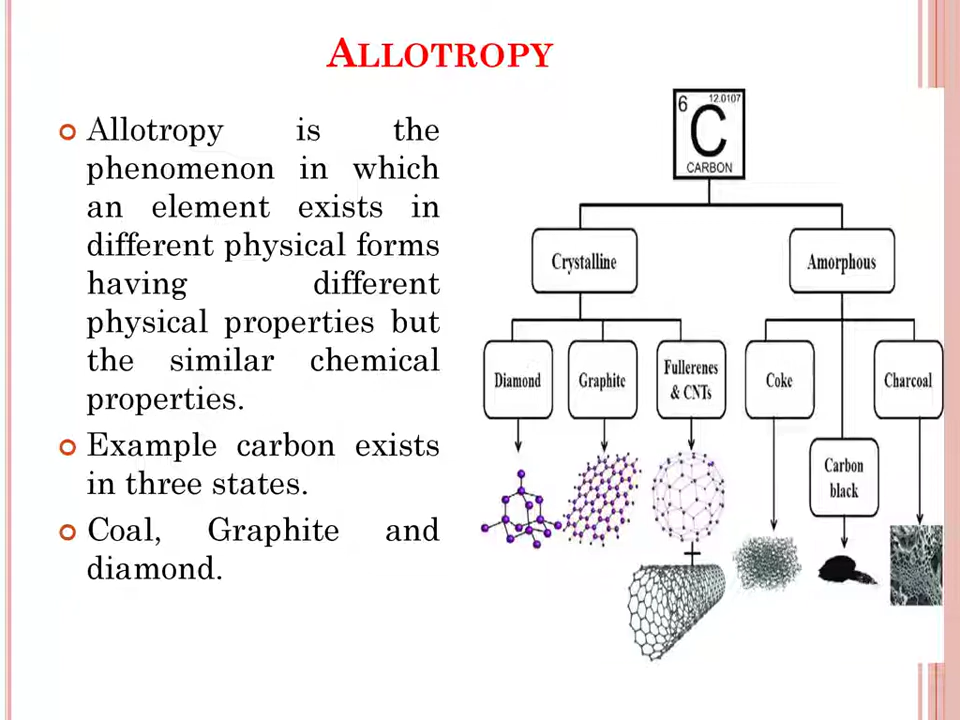 ALLOTROPY
Allotropy is the
phenomenon in which
an element exists in
different physical forms
having different
physical properties but
the similar chemical
properties.
Example carbon exists
in three states.
Coal, Graphite and
diamond.
6 12.0107
C
CARBON
Crystalline
Amorphous
Diamond
Graphite
Fullerenes
& CNTs
Coke
Carbon
black
Charcoal